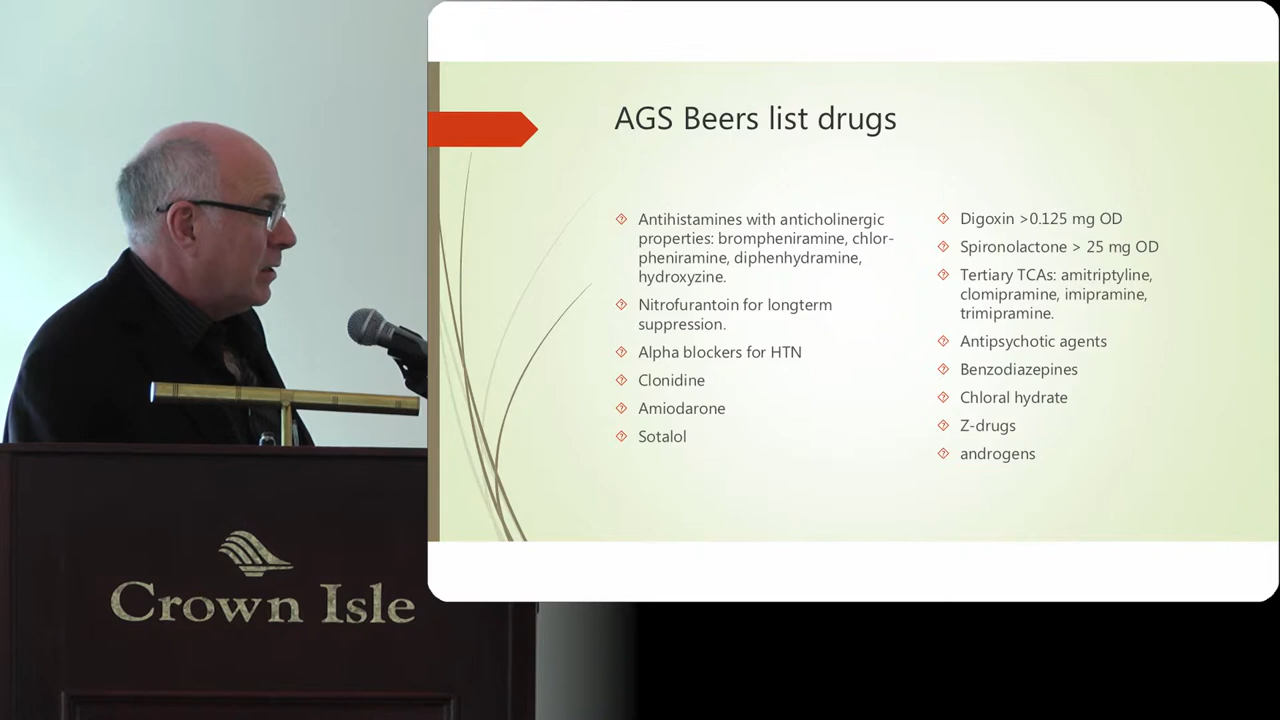 AGS Beers list drugs
Antihistamines with anticholinergic
properties: brompheniramine, chlor-
pheniramine, diphenhydramine,
hydroxyzine.
Nitrofurantoin for longterm
suppression.
Alpha blockers for HTN
Clonidine
Amiodarone
Sotalol
Digoxin >0.125 mg OD
Spironolactone > 25 mg OD
Tertiary TCAs: amitriptyline,
clomipramine, imipramine,
trimipramine.
Antipsychotic agents
Benzodiazepines
Chloral hydrate
Z-drugs
androgens
Crown Isle